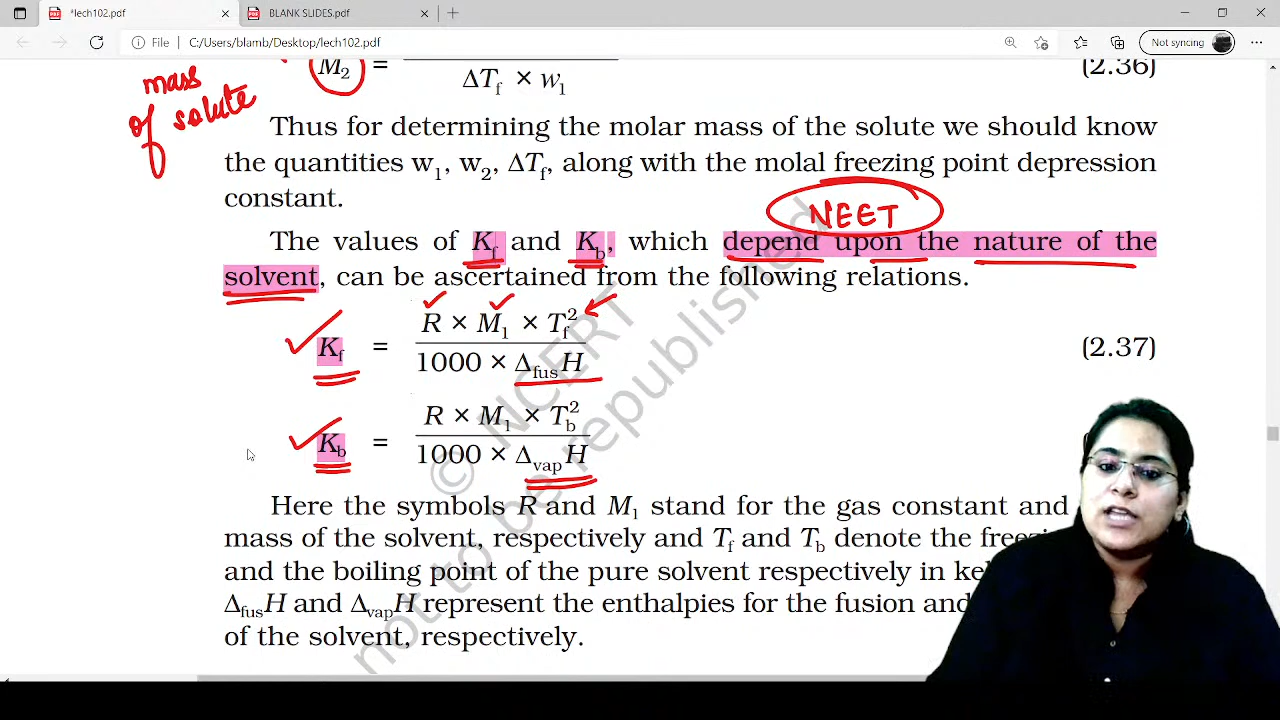 *lech102.pdf
BLANK SLIDES.pdf
File C:/Users/blamb/Desktop/lech102.pdf
Not syncing
mass
of solute
M2 =
ΔTf × w1
(2.36)
Thus for determining the molar mass of the solute we should know
the quantities w1, w2, ΔTf, along with the molal freezing point depression
constant.
NEET
The values of Kf and Kb, which depend upon the nature of the
solvent, can be ascertained from the following relations.
Kf = R × M1 × Tf²
1000 × ΔfusH
(2.37)
Kb = R × M1 × Tb²
1000 × ΔvapH
Here the symbols R and M1 stand for the gas constant and
mass of the solvent, respectively and Tf and Tb denote the
and the boiling point of the pure solvent respectively in
ΔfusH and ΔvapH represent the enthalpies for the fusion and
of the solvent, respectively.
© NCERT
not to be republished